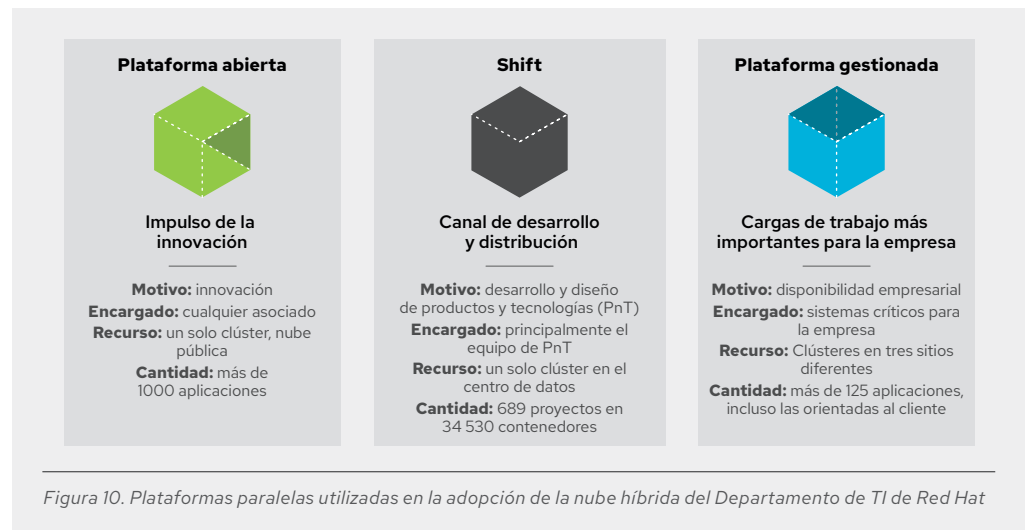 Plataforma abierta
Impulso de la
innovación
Motivo: innovación
Encargado: cualquier asociado
Recurso: un solo clúster, nube
pública
Cantidad: más de
1000 aplicaciones
Shift
Canal de desarrollo
y distribución
Motivo: desarrollo y diseño
de productos y tecnologías (PnT)
Encargado: principalmente el
equipo de PnT
Recurso: un solo clúster en el
centro de datos
Cantidad: 689 proyectos en
34 530 contenedores
Plataforma gestionada
Cargas de trabajo más
importantes para la empresa
Motivo: disponibilidad empresarial
Encargado: sistemas críticos para
la empresa
Recurso: Clústeres en tres sitios
diferentes
Cantidad: más de 125 aplicaciones,
incluso las orientadas al cliente
Figura 10. Plataformas paralelas utilizadas en la adopción de la nube híbrida del Departamento de TI de Red Hat